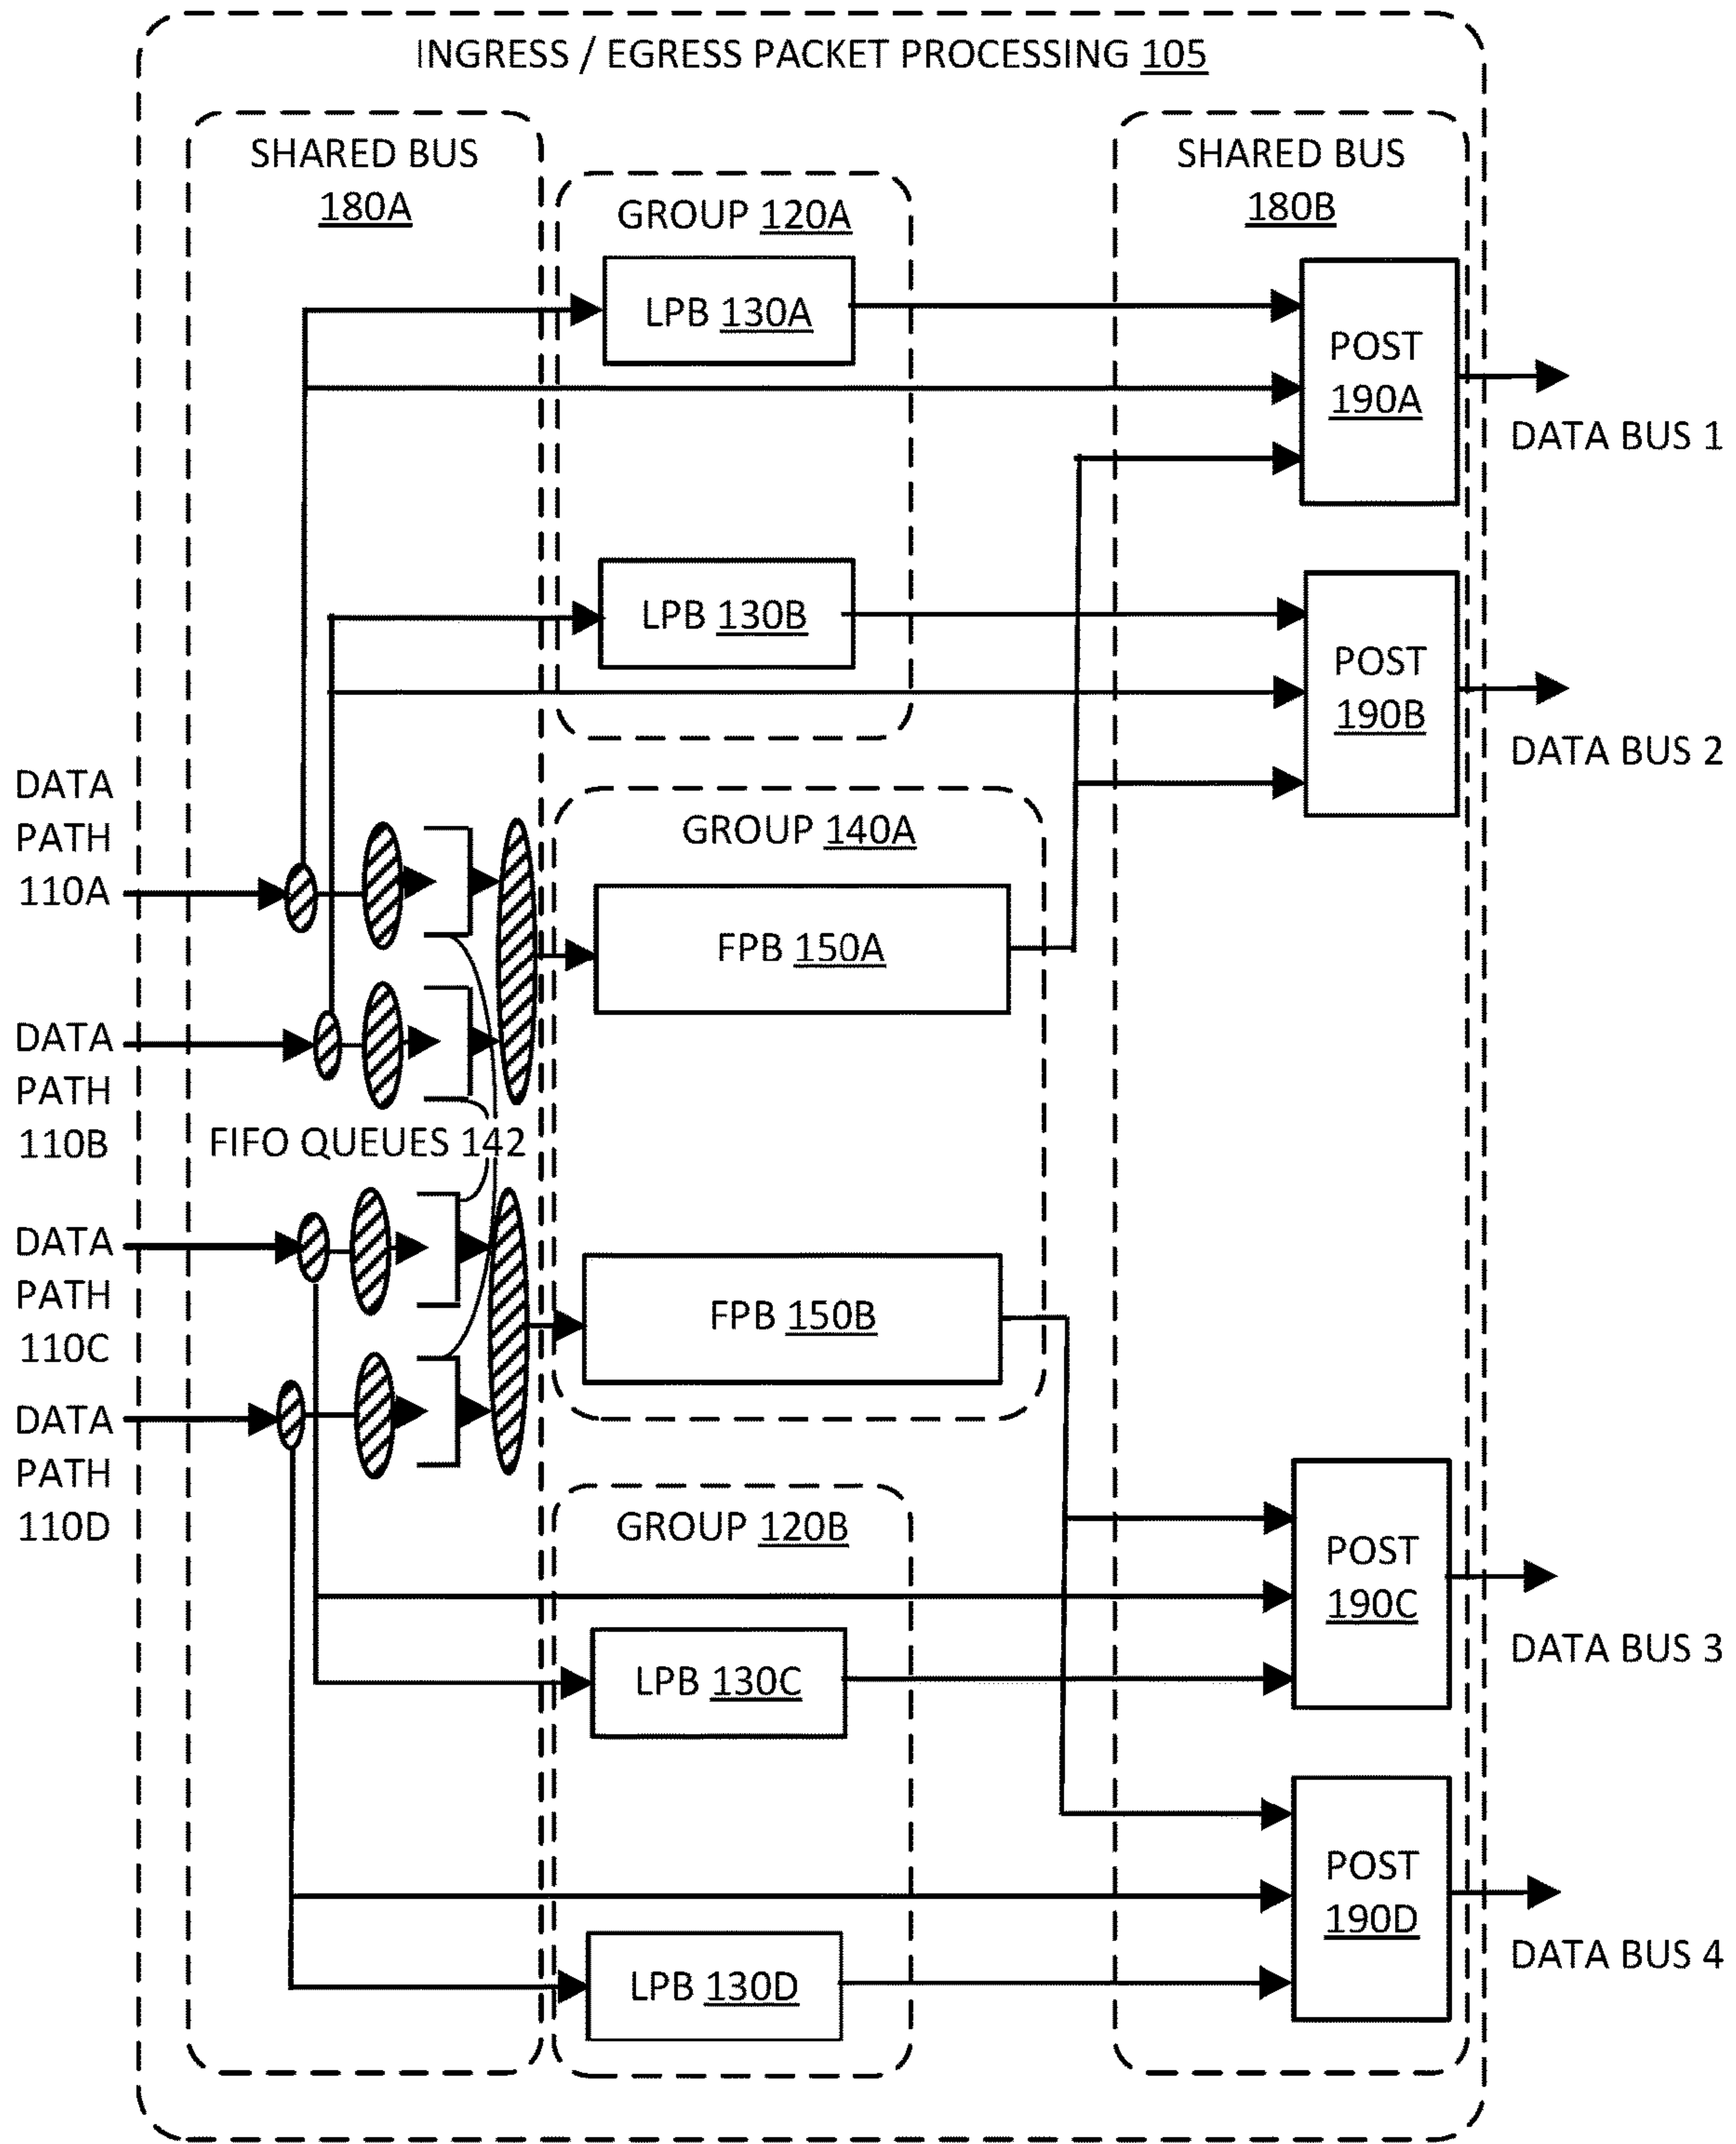 INGRESS / EGRESS PACKET PROCESSING 105
SHARED BUS
180A
SHARED BUS
180B
GROUP 120A
LPB 130A
POST
190A
DATA BUS 1
LPB 130B
POST
190B
DATA BUS 2
DATA
PATH
110A
GROUP 140A
FPB 150A
DATA
PATH
110B
FIFO QUEUES 142
DATA
PATH
110C
FPB 150B
DATA
PATH
110D
GROUP 120B
POST
190C
DATA BUS 3
LPB 130C
POST
190D
DATA BUS 4
LPB 130D